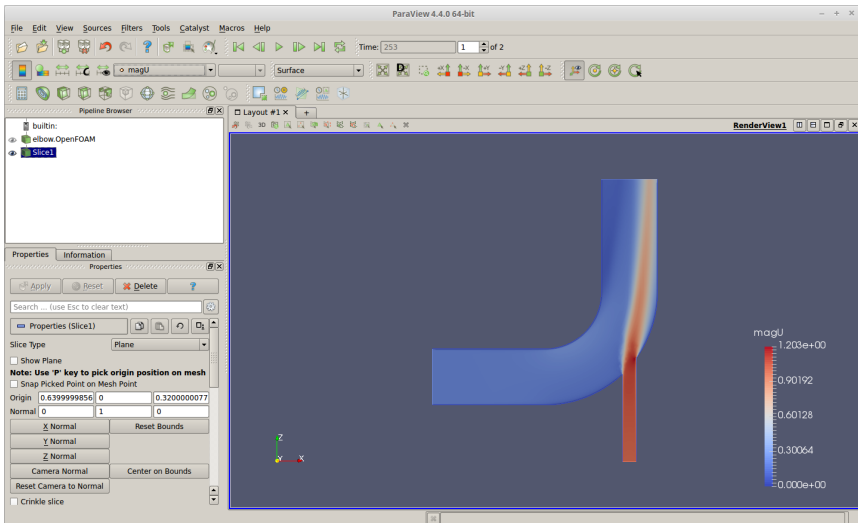 ParaView 4.4.0 64-bit
File Edit View Sources Filters Tools Catalyst Macros Help
Time: 253 1 of 2
magU Surface
Pipeline Browser
Layout #1
builtin:
3D
RenderView1
elbow.OpenFOAM
Slice1
Properties Information
Properties
Apply Reset Delete ?
Search ... (use Esc to clear text)
Properties (Slice1)
Slice Type Plane
Show Plane
Note: Use 'P' key to pick origin position on mesh
Snap Picked Point on Mesh Point
Origin 0.6399999856 0 0.3200000077
Normal 0 1 0
X Normal Reset Bounds
Y Normal
Z Normal
Camera Normal Center on Bounds
Reset Camera to Normal
Crinkle slice
magU
1.203e+00
0.90192
0.60128
0.30064
0.000e+00
Z
Y X